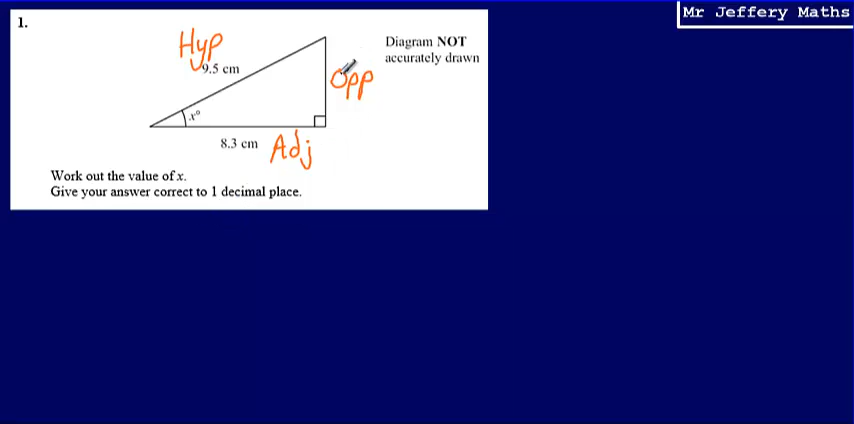 Mr Jeffery Maths
1.
Hyp
9.5 cm
Diagram NOT
accurately drawn
Opp
x°
8.3 cm
Adj
Work out the value of x.
Give your answer correct to 1 decimal place.